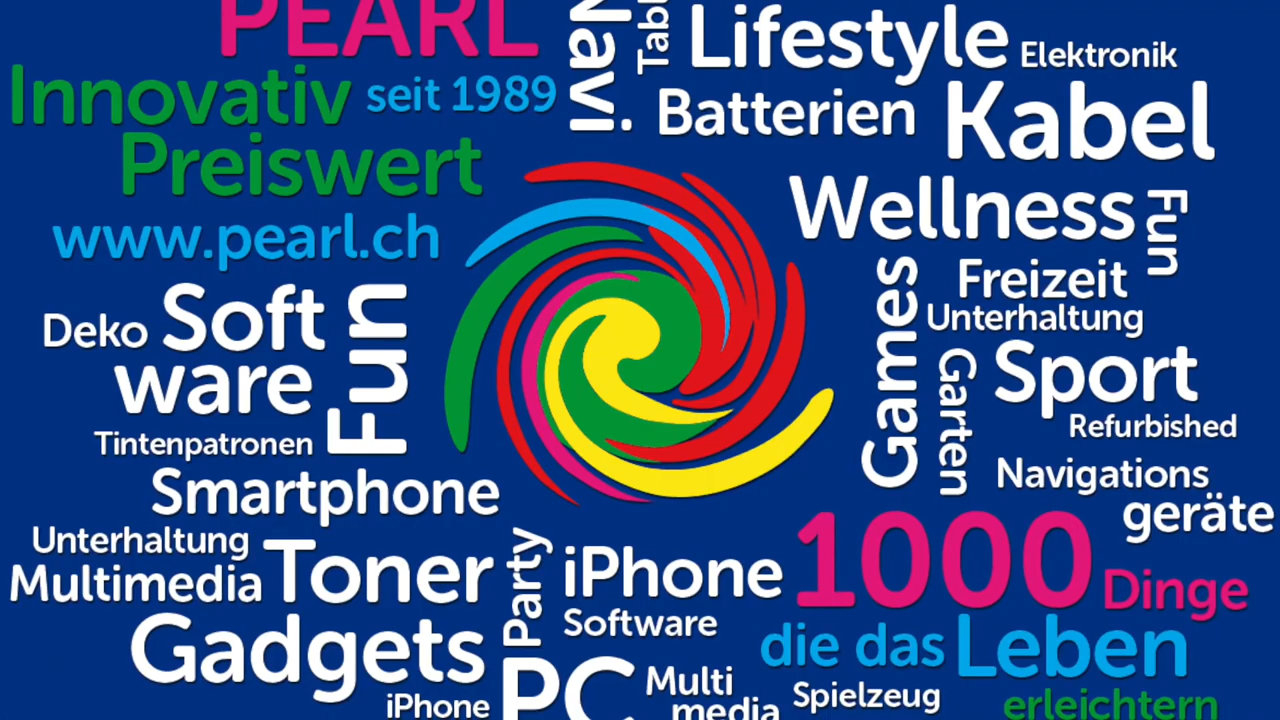 PEARL
Innovativ seit 1989
Preiswert
www.pearl.ch
Deko Soft
ware
Fun
Tintenpatronen
Smartphone
Unterhaltung
Multimedia
Toner
Gadgets
iPhone
Navi.
Lifestyle
Elektronik
Batterien
Kabel
Wellness
Fun
Freizeit
Unterhaltung
Games
Garten
Sport
Refurbished
Navigations
geräte
Party
iPhone
Software
PC
Multi
media
Spielzeug
1000 Dinge
die das Leben
erleichtern